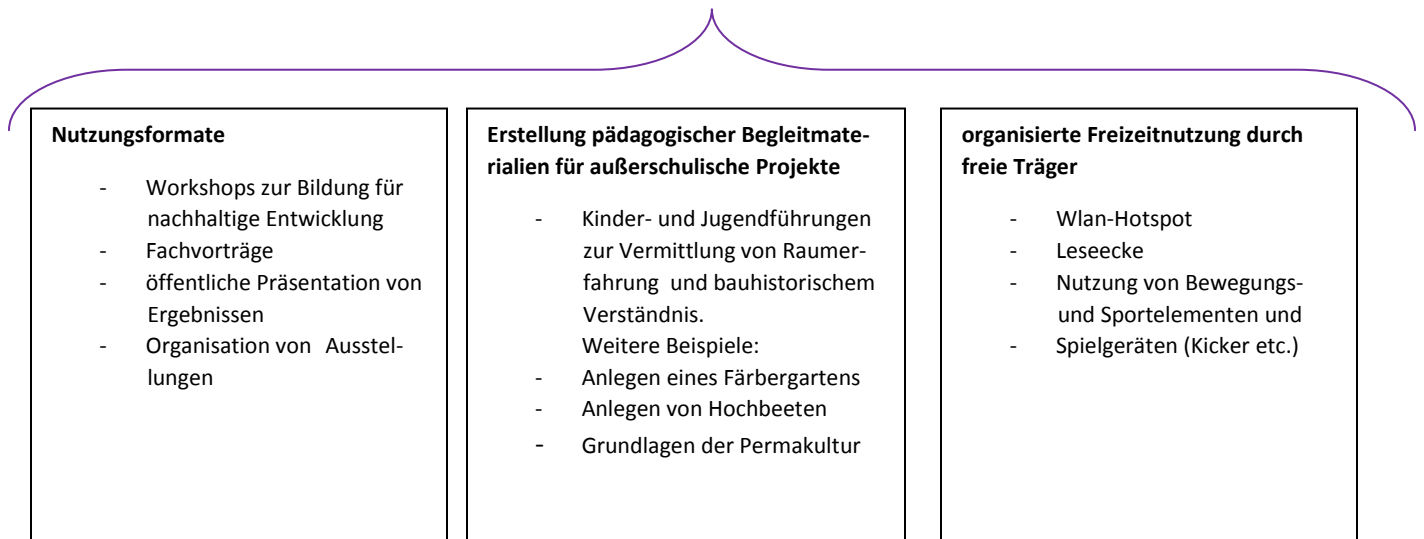 Nutzungsformate
- Workshops zur Bildung für
nachhaltige Entwicklung
- Fachvorträge
- öffentliche Präsentation von
Ergebnissen
- Organisation von Ausstel-
lungen
Erstellung pädagogischer Begleitmate-
rialien für außerschulische Projekte
- Kinder- und Jugendführungen
zur Vermittlung von Raumer-
fahrung und bauhistorischem
Verständnis.
Weitere Beispiele:
- Anlegen eines Färbergartens
- Anlegen von Hochbeeten
- Grundlagen der Permakultur
organisierte Freizeitnutzung durch
freie Träger
- Wlan-Hotspot
- Leseecke
- Nutzung von Bewegungs-
und Sportelementen und
- Spielgeräten (Kicker etc.)